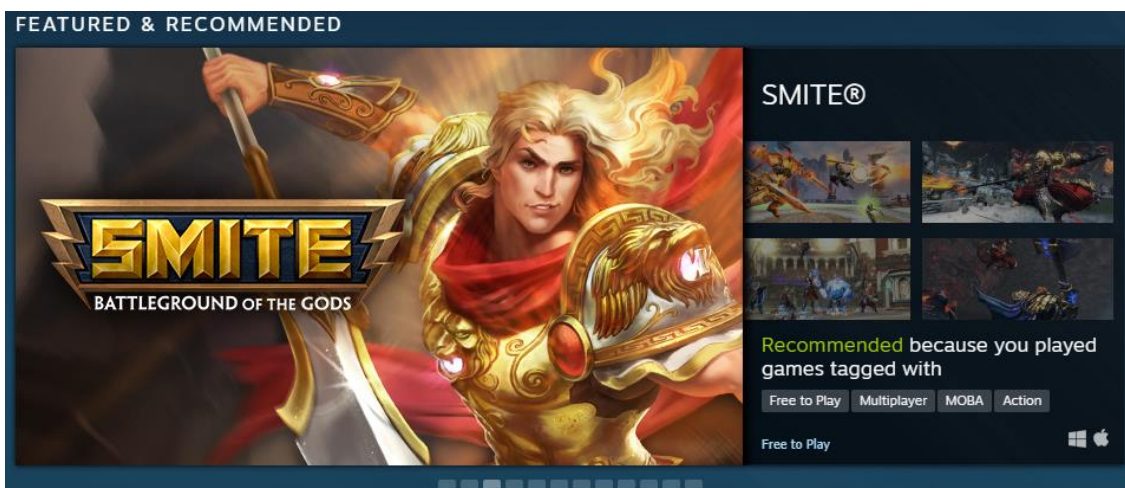 FEATURED & RECOMMENDED
SMITE
BATTLEGROUND OF THE GODS
SMITE®
Recommended because you played
games tagged with
Free to Play Multiplayer MOBA Action
Free to Play